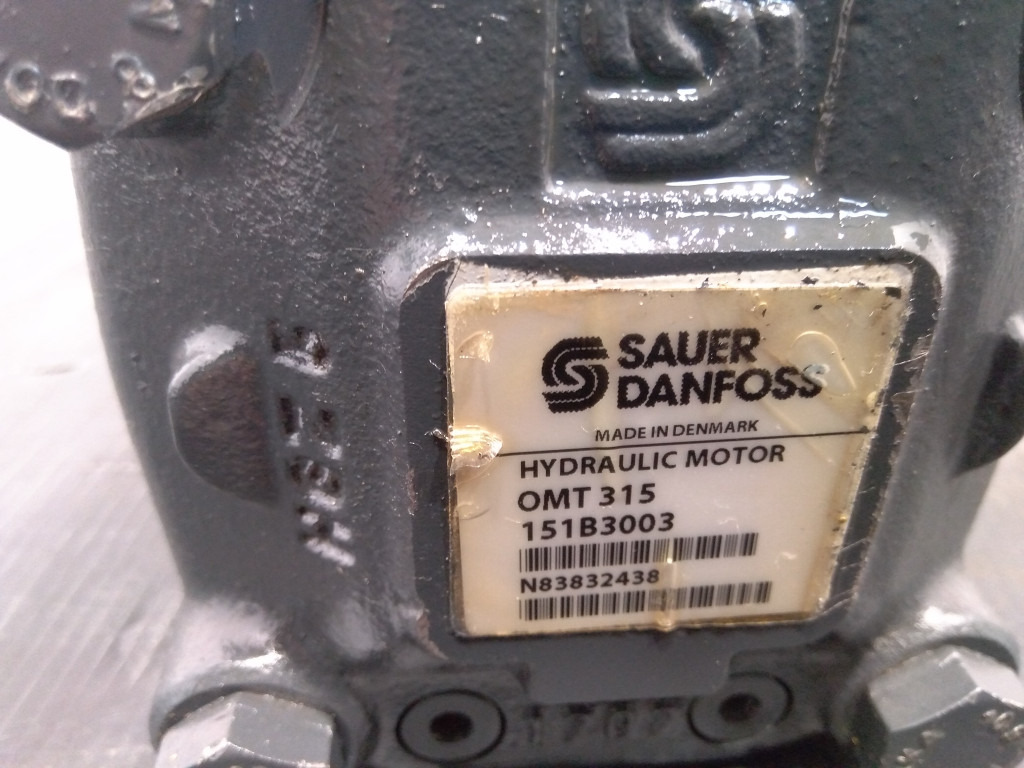 SAUER
DANFOSS
MADE IN DENMARK
HYDRAULIC MOTOR
OMT 315
151B3003
N83832438